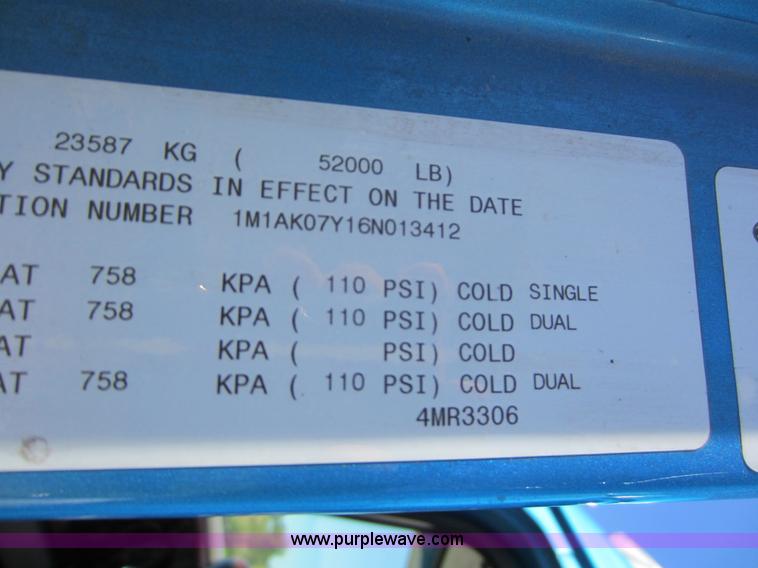 23587 KG ( 52000 LB)
Y STANDARDS IN EFFECT ON THE DATE
TION NUMBER 1M1AK07Y16N013412
AT 758 KPA ( 110 PSI) COLD SINGLE
AT 758 KPA ( 110 PSI) COLD DUAL
AT KPA ( PSI) COLD
AT 758 KPA ( 110 PSI) COLD DUAL
4MR3306
www.purplewave.com